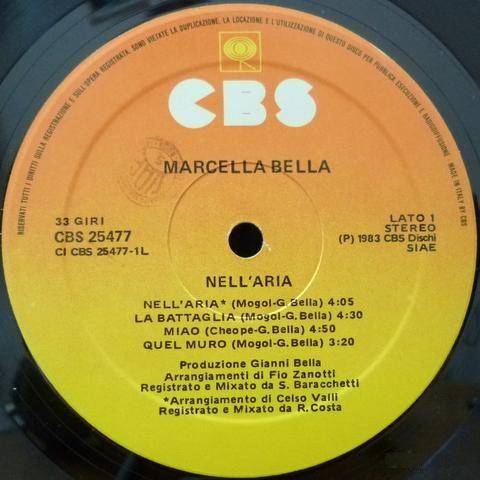 RISERVATI TUTTI I DIRITTI SULLA REGISTRAZIONE E SULL'OPERA REGISTRATA. SONO VIETATE LA DUPLICAZIONE, LA LOCAZIONE E L'UTILIZZAZIONE DI QUESTO DISCO PER PUBBLICA ESECUZIONE E RADIODIFFUSIONE. MADE IN ITALY BY CBS
CBS
MARCELLA BELLA
33 GIRI
CBS 25477
CI CBS 25477-1L
LATO 1
STEREO
(P) 1983 CBS Dischi
SIAE
NELL'ARIA
NELL'ARIA* (Mogol-G.Bella) 4:05
LA BATTAGLIA (Mogol-G.Bella) 4:30
MIAO (Cheope-G.Bella) 4:50
QUEL MURO (Mogol-G.Bella) 3:20
Produzione Gianni Bella
Arrangiamenti di Fio Zanotti
Registrato e Mixato da S. Baracchetti
*Arrangiamento di Celso Valli
Registrato e Mixato da R. Costa